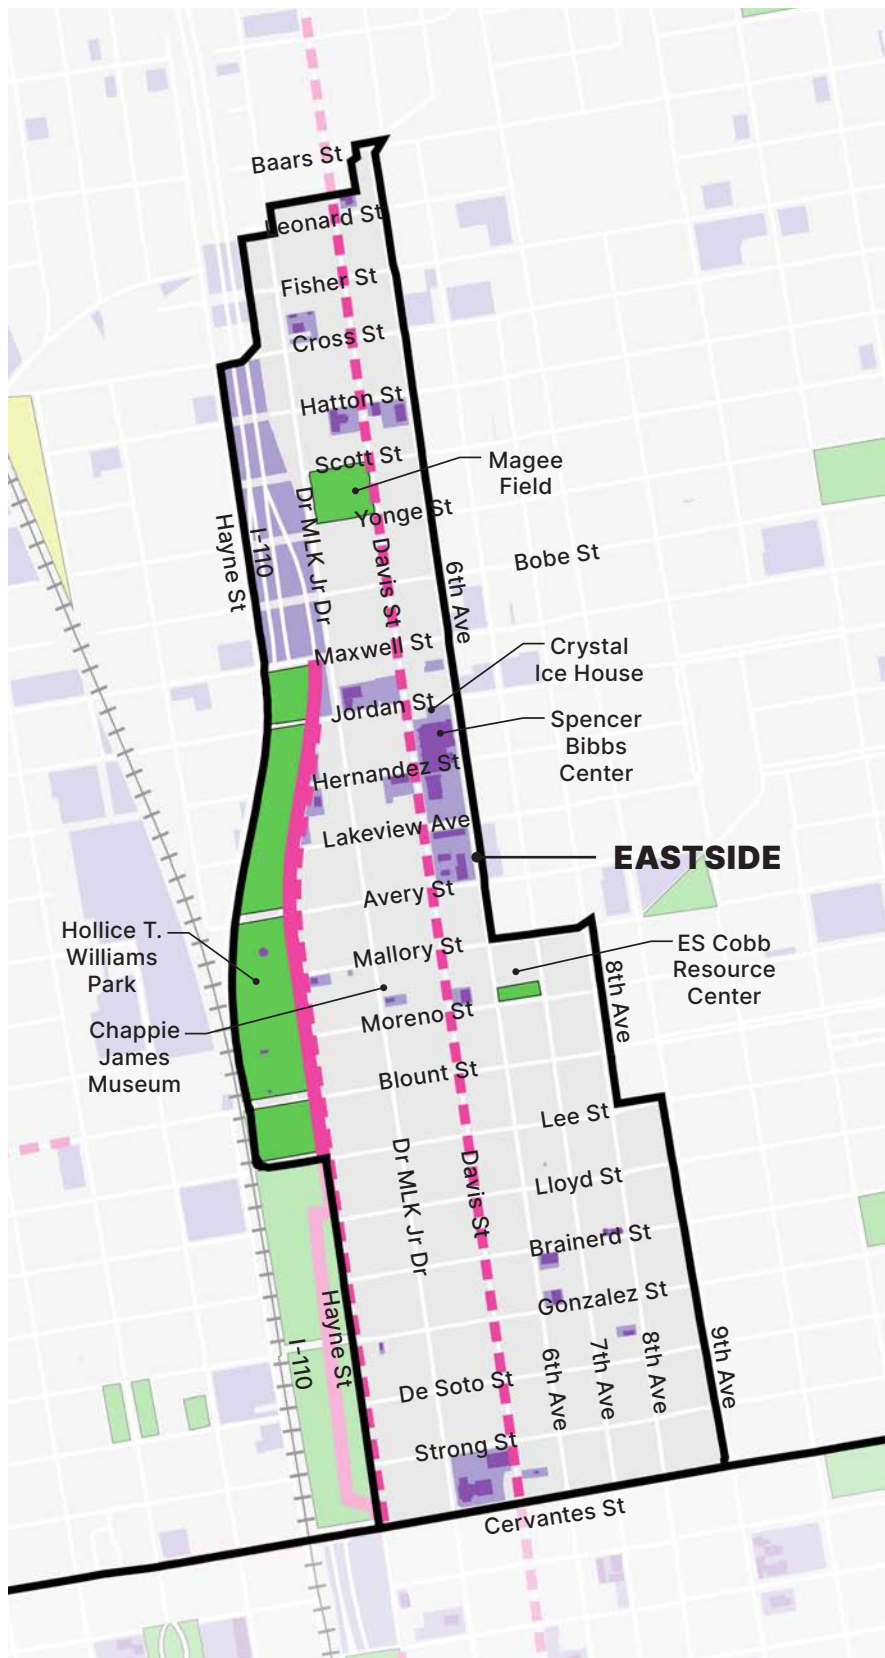 Baars St
Leonard St
Fisher St
Cross St
Hatton St
Scott St
Magee
Field
Yonge St
Hayne St
I-110
Dr MLK Jr Dr
Davis St
6th Ave
Bobe St
Maxwell St
Crystal
Ice House
Jordan St
Spencer
Bibbs
Center
Hernandez St
Lakeview Ave
EASTSIDE
Avery St
Hollice T.
Williams
Park
Mallory St
ES Cobb
Resource
Center
8th Ave
Chappie
James
Museum
Moreno St
Blount St
Lee St
Dr MLK Jr Dr
Davis St
Lloyd St
Brainerd St
Gonzalez St
Hayne St
I-110
6th Ave
7th Ave
8th Ave
9th Ave
De Soto St
Strong St
Cervantes St